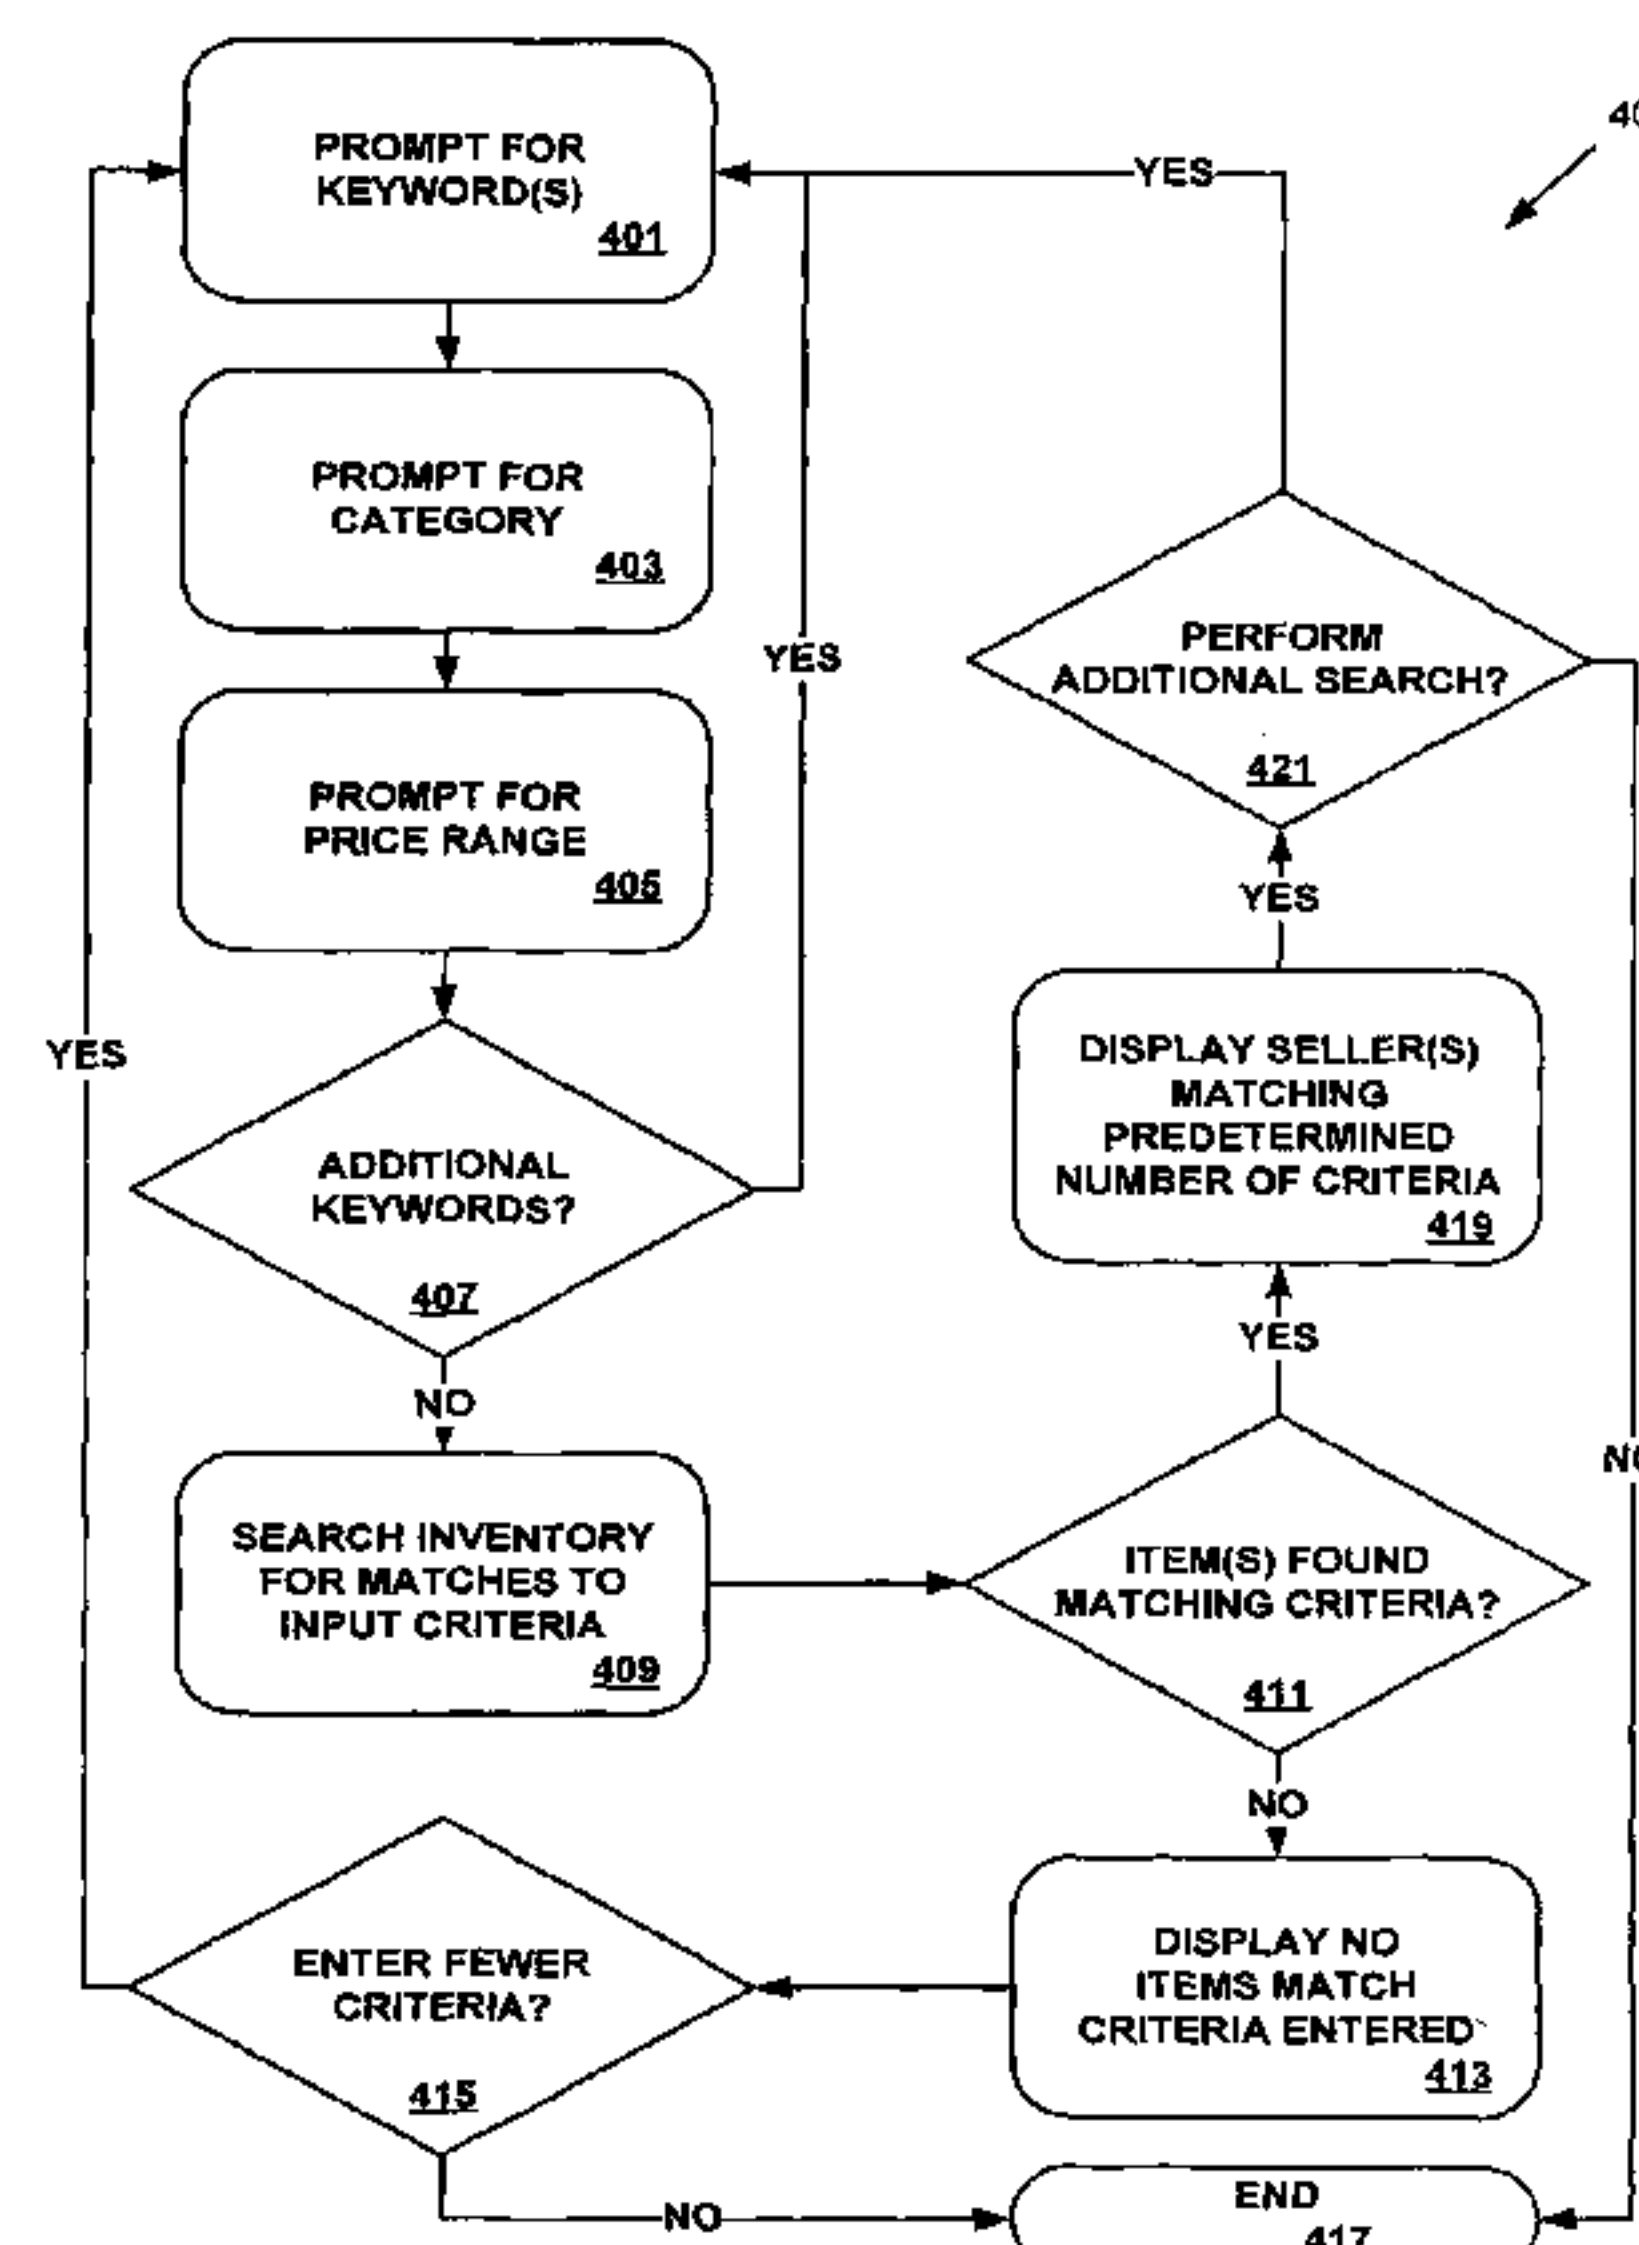 PROMPT FOR
KEYWORD(S)
401
PROMPT FOR
CATEGORY
403
PROMPT FOR
PRICE RANGE
405
YES
YES
ADDITIONAL
KEYWORDS?
407
NO
SEARCH INVENTORY
FOR MATCHES TO
INPUT CRITERIA
409
ITEM(S) FOUND
MATCHING CRITERIA?
411
YES
DISPLAY SELLER(S)
MATCHING
PREDETERMINED
NUMBER OF CRITERIA
419
YES
PERFORM
ADDITIONAL SEARCH?
421
YES
NO
DISPLAY NO
ITEMS MATCH
CRITERIA ENTERED
413
ENTER FEWER
CRITERIA?
415
NO
END
417